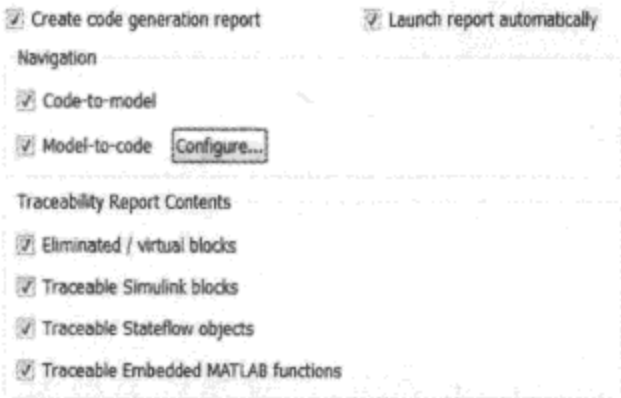 Create code generation report Launch report automatically
Navigation
Code-to-model
Model-to-code Configure...
Traceability Report Contents
Eliminated / virtual blocks
Traceable Simulink blocks
Traceable Stateflow objects
Traceable Embedded MATLAB functions